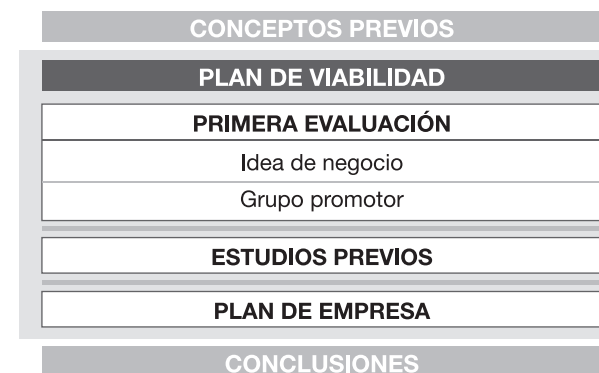 CONCEPTOS PREVIOS
PLAN DE VIABILIDAD
PRIMERA EVALUACIÓN
Idea de negocio
Grupo promotor
ESTUDIOS PREVIOS
PLAN DE EMPRESA
CONCLUSIONES